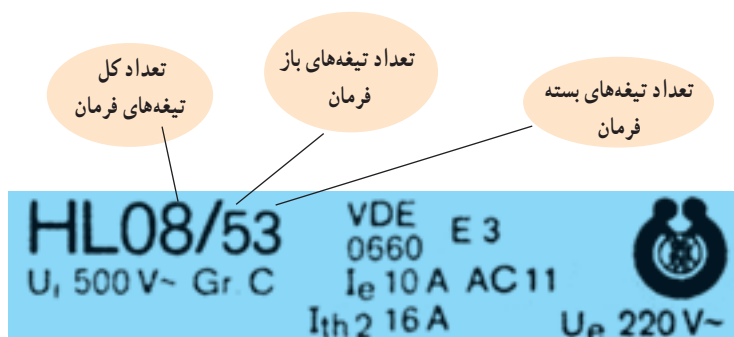 تعداد کل
تیغه‌های فرمان
تعداد تیغه‌های باز
فرمان
تعداد تیغه‌های بسته
فرمان
HL08/53
VDE
0660
E 3
Uᵢ 500 V~ Gr. C
Ie 10 A AC 11
Ith 2 16 A
Ue 220 V~